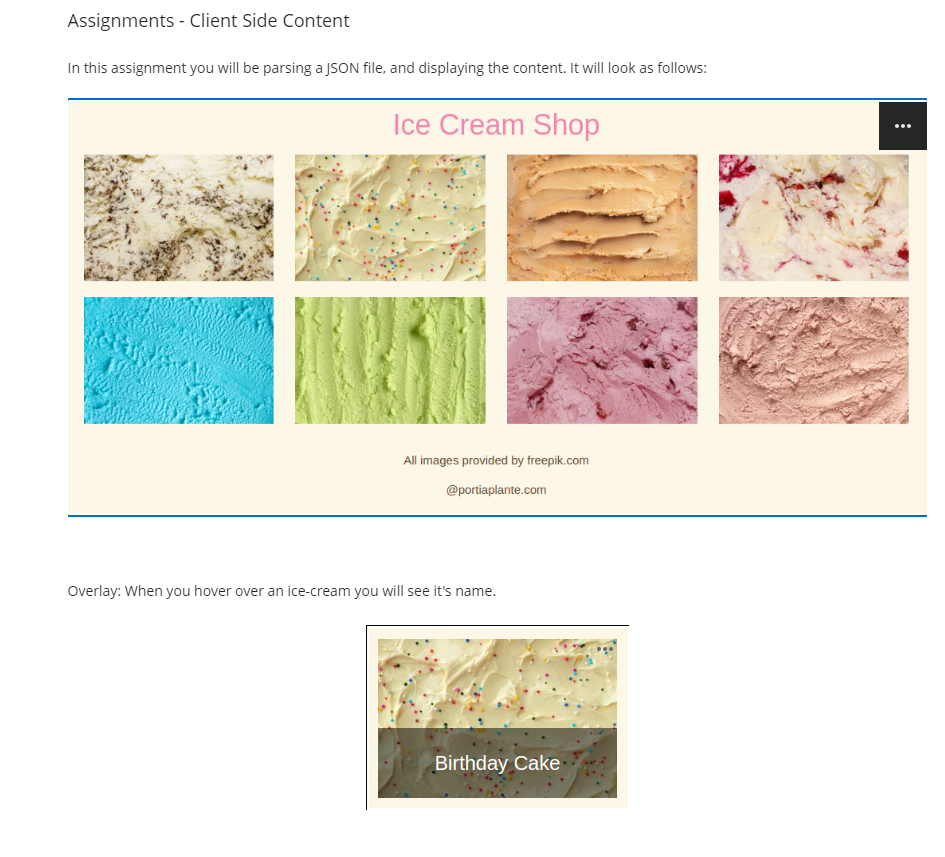 Assignments - Client Side Content
In this assignment you will be parsing a JSON file, and displaying the content. It will look as follows:
Ice Cream Shop
All images provided by freepik.com
@portiaplante.com
Overlay: When you hover over an ice-cream you will see it's name.
Birthday Cake